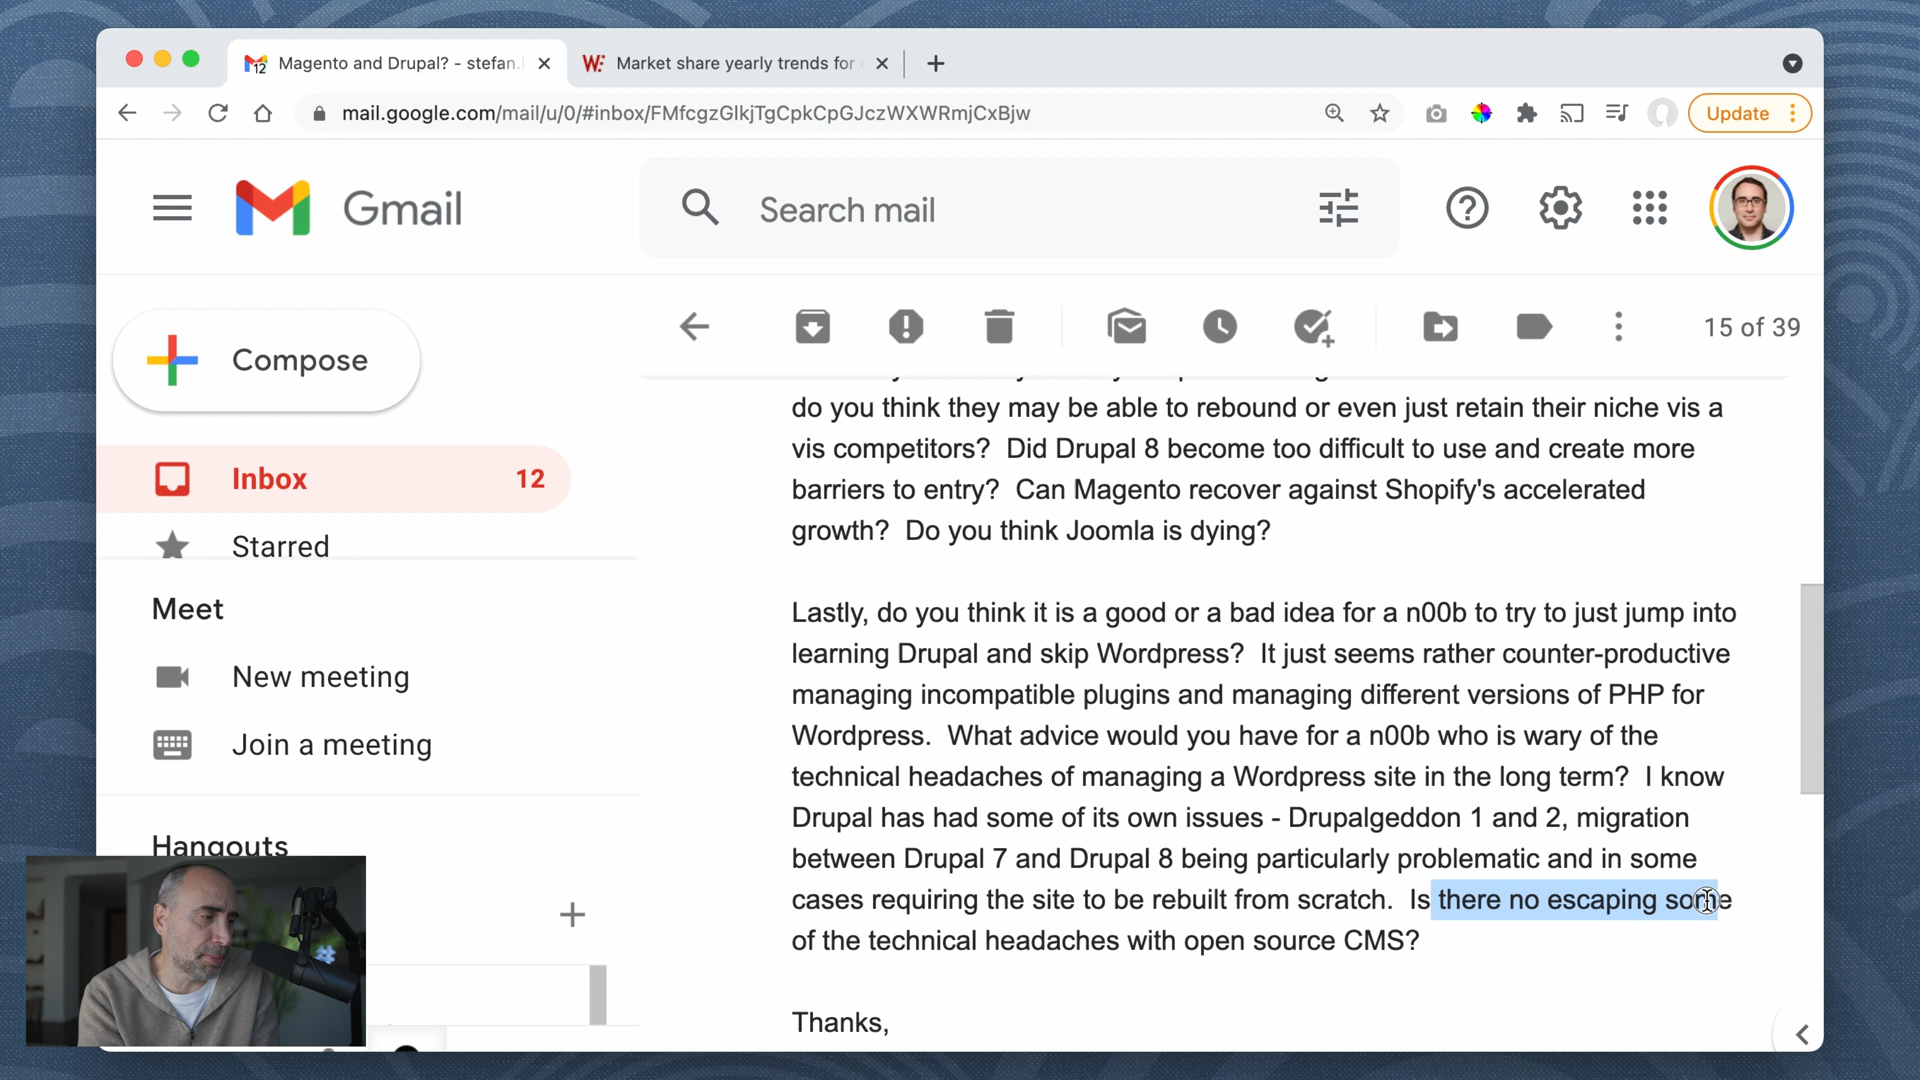 Magento and Drupal? - stefan.
Market share yearly trends for
mail.google.com/mail/u/0/#inbox/FMfcgzGlkjTgCpkCpGJczWXWRmjCxBjw
Update
Gmail
Search mail
Compose
15 of 39
Inbox 12
Starred
Meet
New meeting
Join a meeting
Hangouts
do you think they may be able to rebound or even just retain their niche vis a
vis competitors? Did Drupal 8 become too difficult to use and create more
barriers to entry? Can Magento recover against Shopify's accelerated
growth? Do you think Joomla is dying?
Lastly, do you think it is a good or a bad idea for a n00b to try to just jump into
learning Drupal and skip Wordpress? It just seems rather counter-productive
managing incompatible plugins and managing different versions of PHP for
Wordpress. What advice would you have for a n00b who is wary of the
technical headaches of managing a Wordpress site in the long term? I know
Drupal has had some of its own issues - Drupalgeddon 1 and 2, migration
between Drupal 7 and Drupal 8 being particularly problematic and in some
cases requiring the site to be rebuilt from scratch. Is there no escaping some
of the technical headaches with open source CMS?
Thanks,